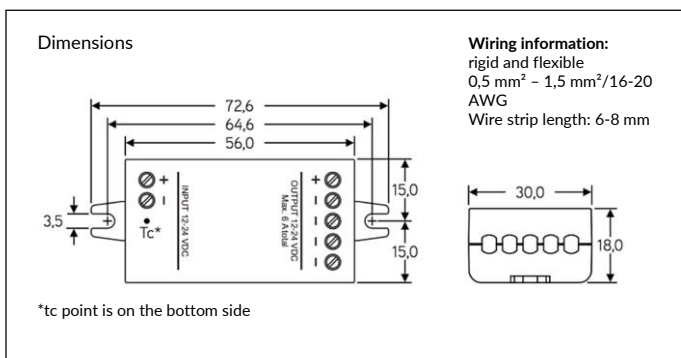 Dimensions
Wiring information:
rigid and flexible
0,5 mm² – 1,5 mm²/16-20
AWG
Wire strip length: 6-8 mm
72,6
64,6
56,0
+
–
INPUT 12-24 VDC
OUTPUT 12-24 VDC
Max. 6 Atotal
+
–
–
–
–
Tc*
3,5
15,0
15,0
30,0
18,0
*tc point is on the bottom side